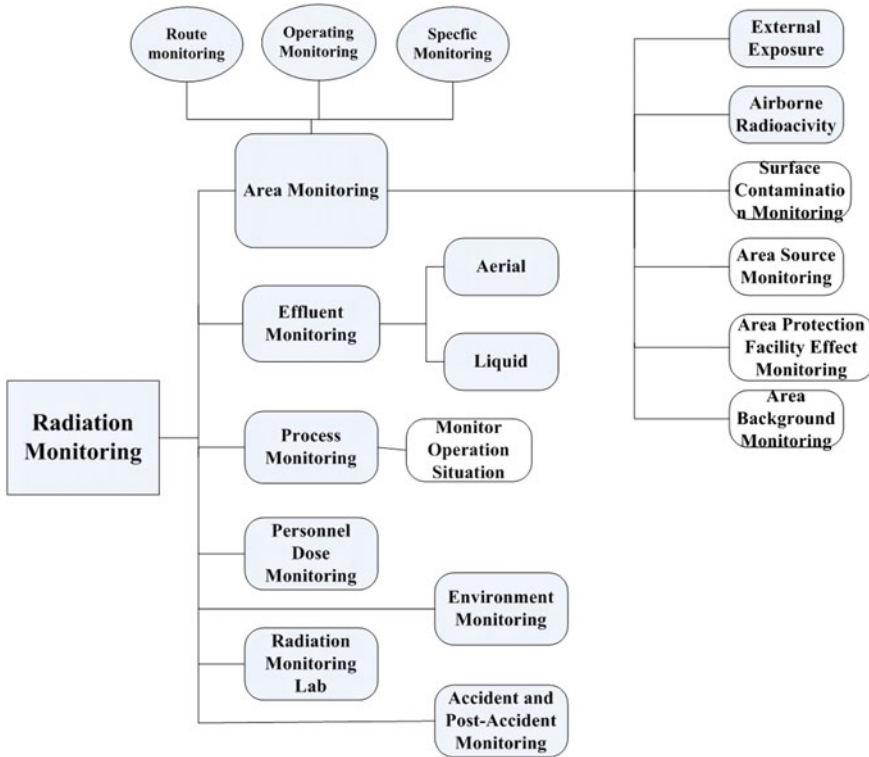 Route
monitoring
Operating
Monitoring
Specfic
Monitoring
External
Exposure
Airborne
Radioacivity
Area Monitoring
Surface
Contaminatio
n Monitoring
Aerial
Area Source
Monitoring
Effluent
Monitoring
Liquid
Area Protection
Facility Effect
Monitoring
Radiation
Monitoring
Process
Monitoring
Monitor
Operation
Situation
Area
Background
Monitoring
Personnel
Dose
Monitoring
Environment
Monitoring
Radiation
Monitoring
Lab
Accident and
Post-Accident
Monitoring